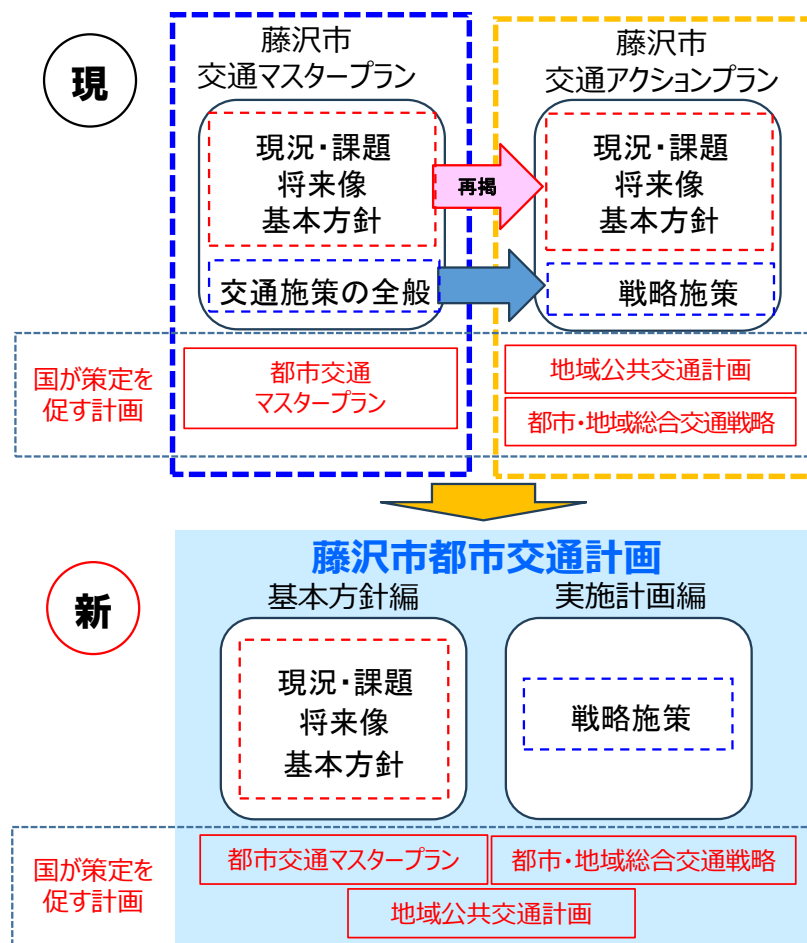 現
藤沢市
交通マスタープラン
現況・課題
将来像
基本方針
交通施策の全般
再掲
藤沢市
交通アクションプラン
現況・課題
将来像
基本方針
戦略施策
国が策定を
促す計画
都市交通
マスタープラン
地域公共交通計画
都市・地域総合交通戦略
新
藤沢市都市交通計画
基本方針編
現況・課題
将来像
基本方針
実施計画編
戦略施策
国が策定を
促す計画
都市交通マスタープラン
都市・地域総合交通戦略
地域公共交通計画